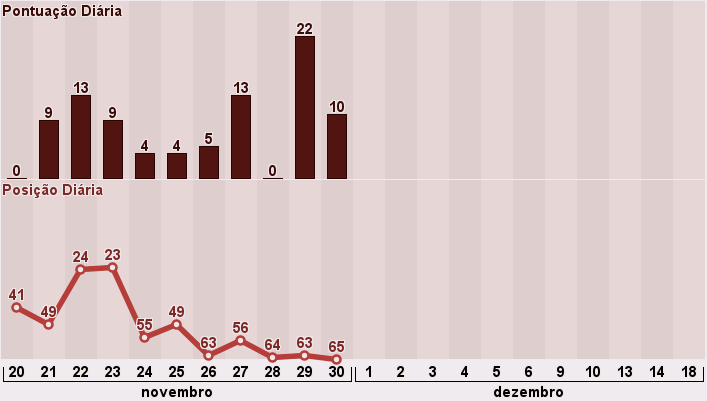 Pontuação Diária
0 9 13 9 4 4 5 13 0 22 10
Posição Diária
41 49 24 23 55 49 63 56 64 63 65
20 21 22 23 24 25 26 27 28 29 30 1 2 3 4 5 6 9 10 13 14 18
novembro dezembro